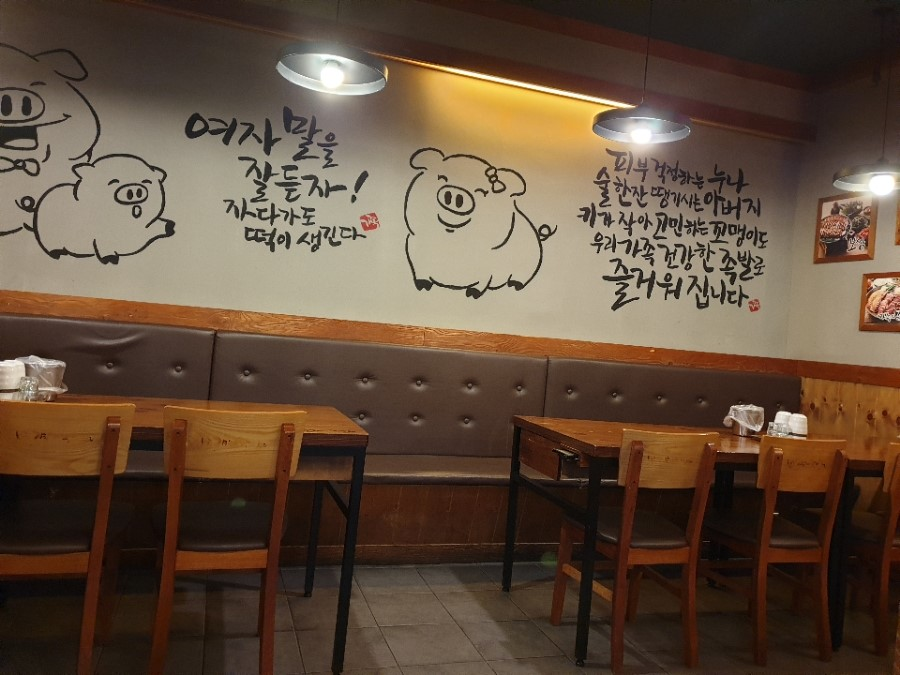 여자 말을
잘 듣자!
자다가도
떡이 생긴다
피부 걱정하는 누나
술 한잔 땡기시는 아버지
키가 작아 고민하는 꼬맹이도
우리가족 건강한 족발로
즐거워 집니다